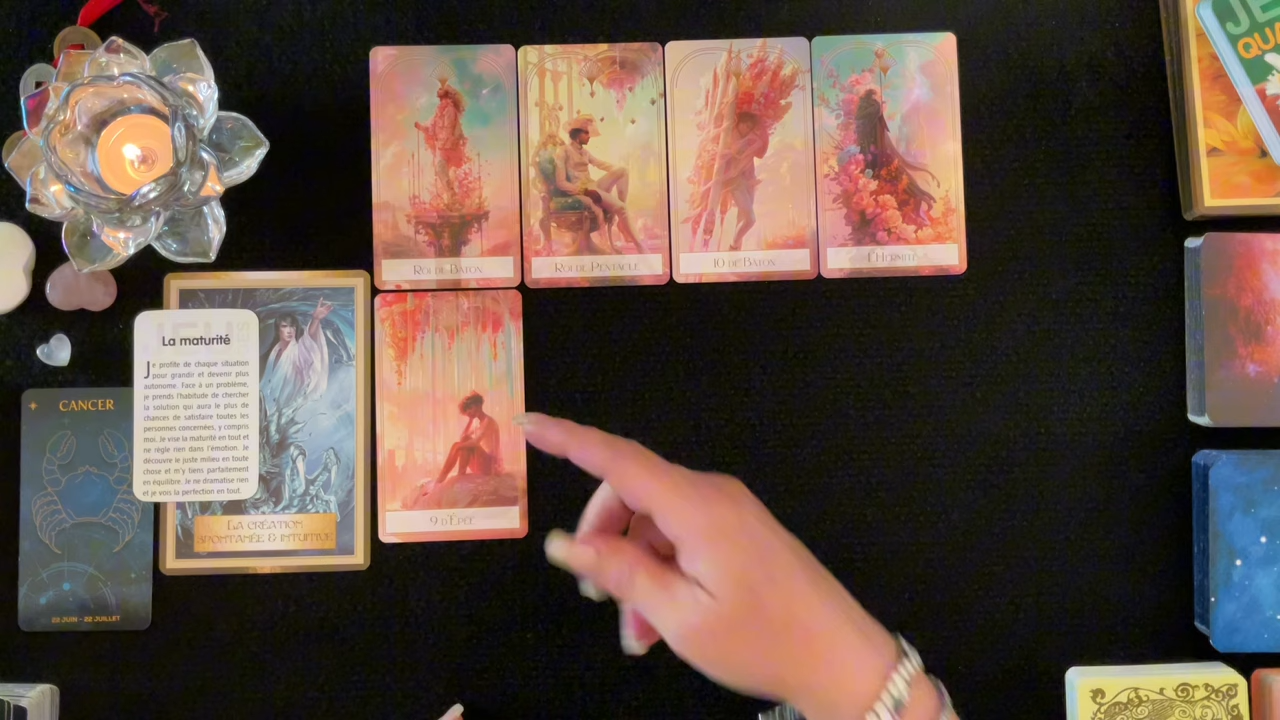 JEU
QUA
ROI DE BATON
ROI DE PENTACLE
10 DE BATON
L'HERMITE
La maturité
Je profite de chaque situation
pour grandir et devenir plus
autonome. Face à un problème,
je prends l'habitude de chercher
la solution qui aura le plus de
chances de satisfaire toutes les
personnes concernées, y compris
moi. Je vise la maturité en tout et
ne règle rien dans l'émotion. Je
découvre le juste milieu en toute
chose et m'y tiens parfaitement
en équilibre. Je ne dramatise rien
et je vois la perfection en tout.
CANCER
22 JUIN - 22 JUILLET
LA CRÉATION
SPONTANÉE & INTUITIVE
9 D'ÉPÉE